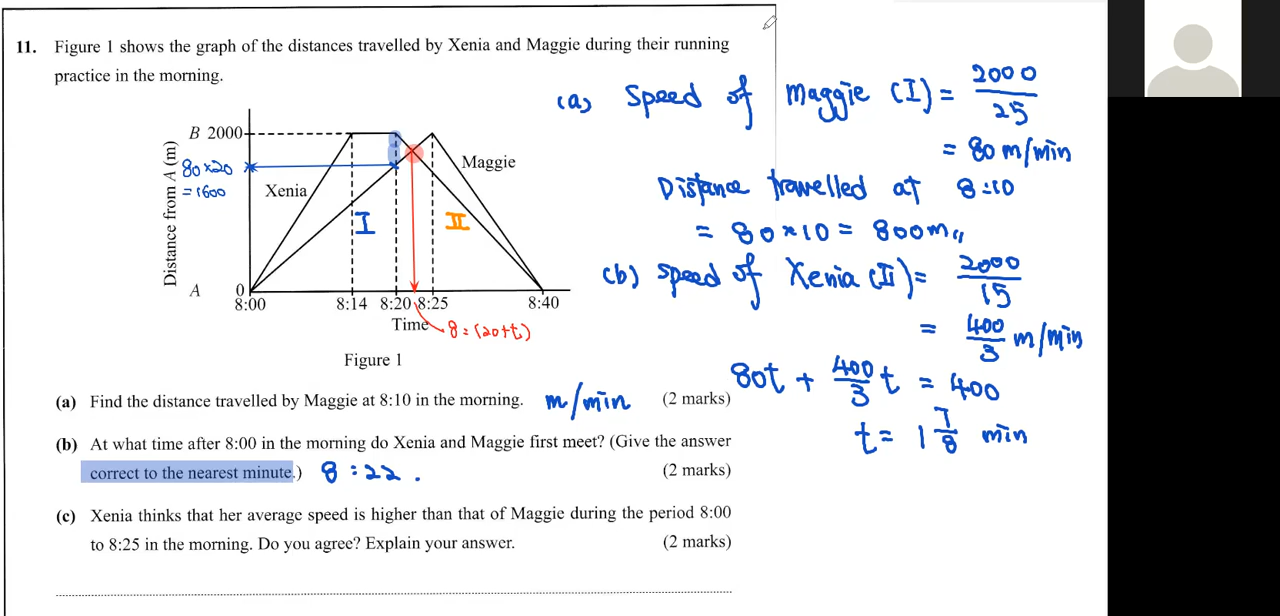 11. Figure 1 shows the graph of the distances travelled by Xenia and Maggie during their running
practice in the morning.
Distance from A (m)
B 2000
80×20
= 1600
Xenia
Maggie
I
II
A 0
8:00 8:14 8:20 8:25 8:40
Time
8:(20+t)
Figure 1
(a) Find the distance travelled by Maggie at 8:10 in the morning. m/min (2 marks)
(b) At what time after 8:00 in the morning do Xenia and Maggie first meet? (Give the answer
correct to the nearest minute.) 8:22. (2 marks)
(c) Xenia thinks that her average speed is higher than that of Maggie during the period 8:00
to 8:25 in the morning. Do you agree? Explain your answer. (2 marks)
(a) Speed of Maggie (I) = 2000/25
= 80 m/min
Distance travelled at 8:10
= 80×10 = 800m
(b) speed of Xenia (II) = 2000/15
= 400/3 m/min
80t + 400/3 t = 400
t = 1 7/8 min